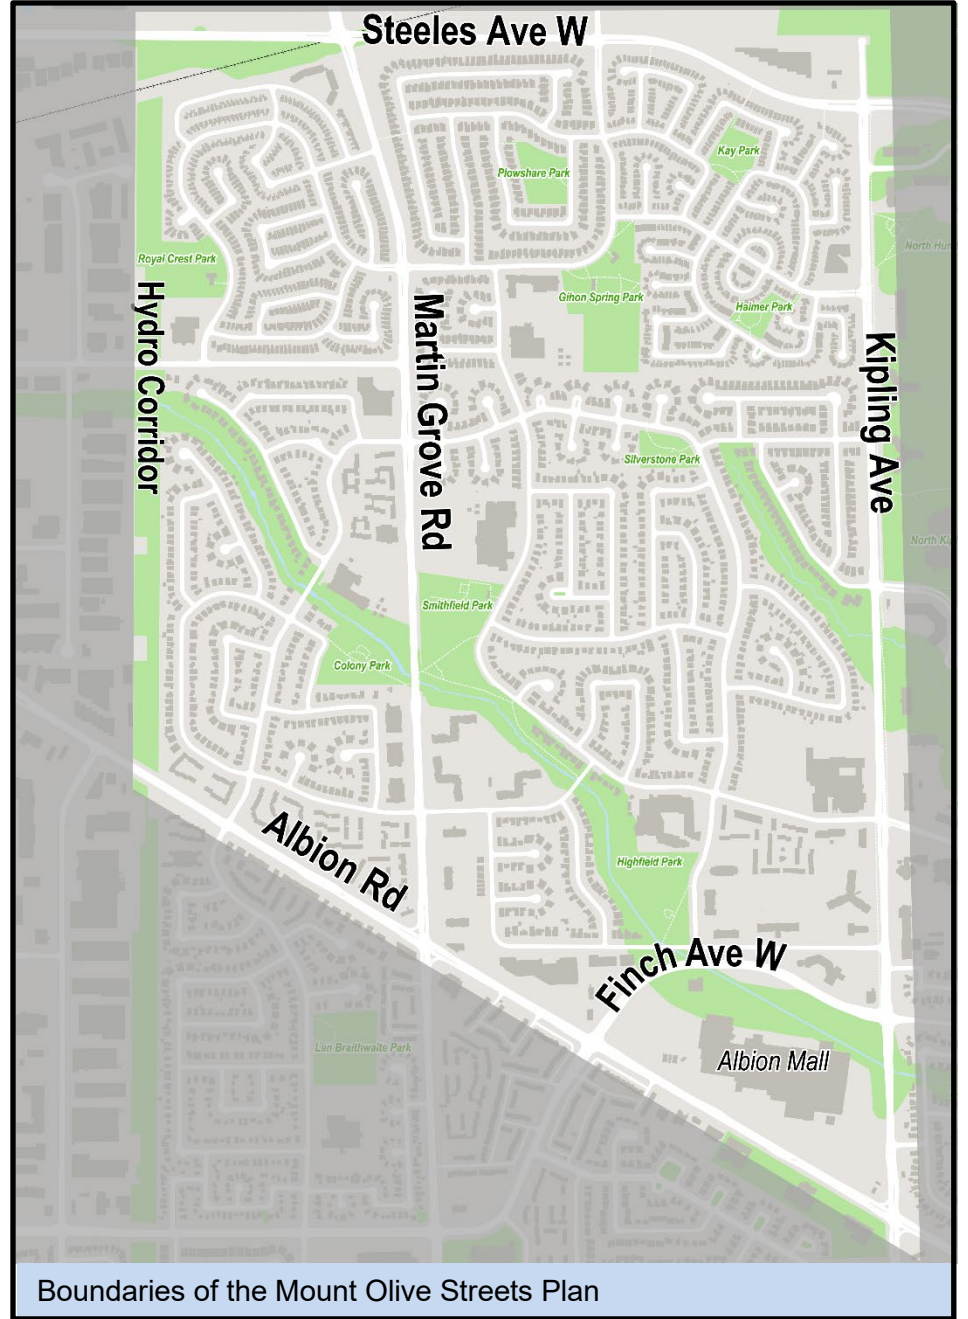 Steeles Ave W
Kay Park
Plowshare Park
North Hum
Royal Crest Park
Hydro Corridor
Martin Grove Rd
Gihon Spring Park
Haimer Park
Kipling Ave
Silverstone Park
North Ki
Smithfield Park
Colony Park
Albion Rd
Highfield Park
Finch Ave W
Len Braithwaite Park
Albion Mall
Boundaries of the Mount Olive Streets Plan